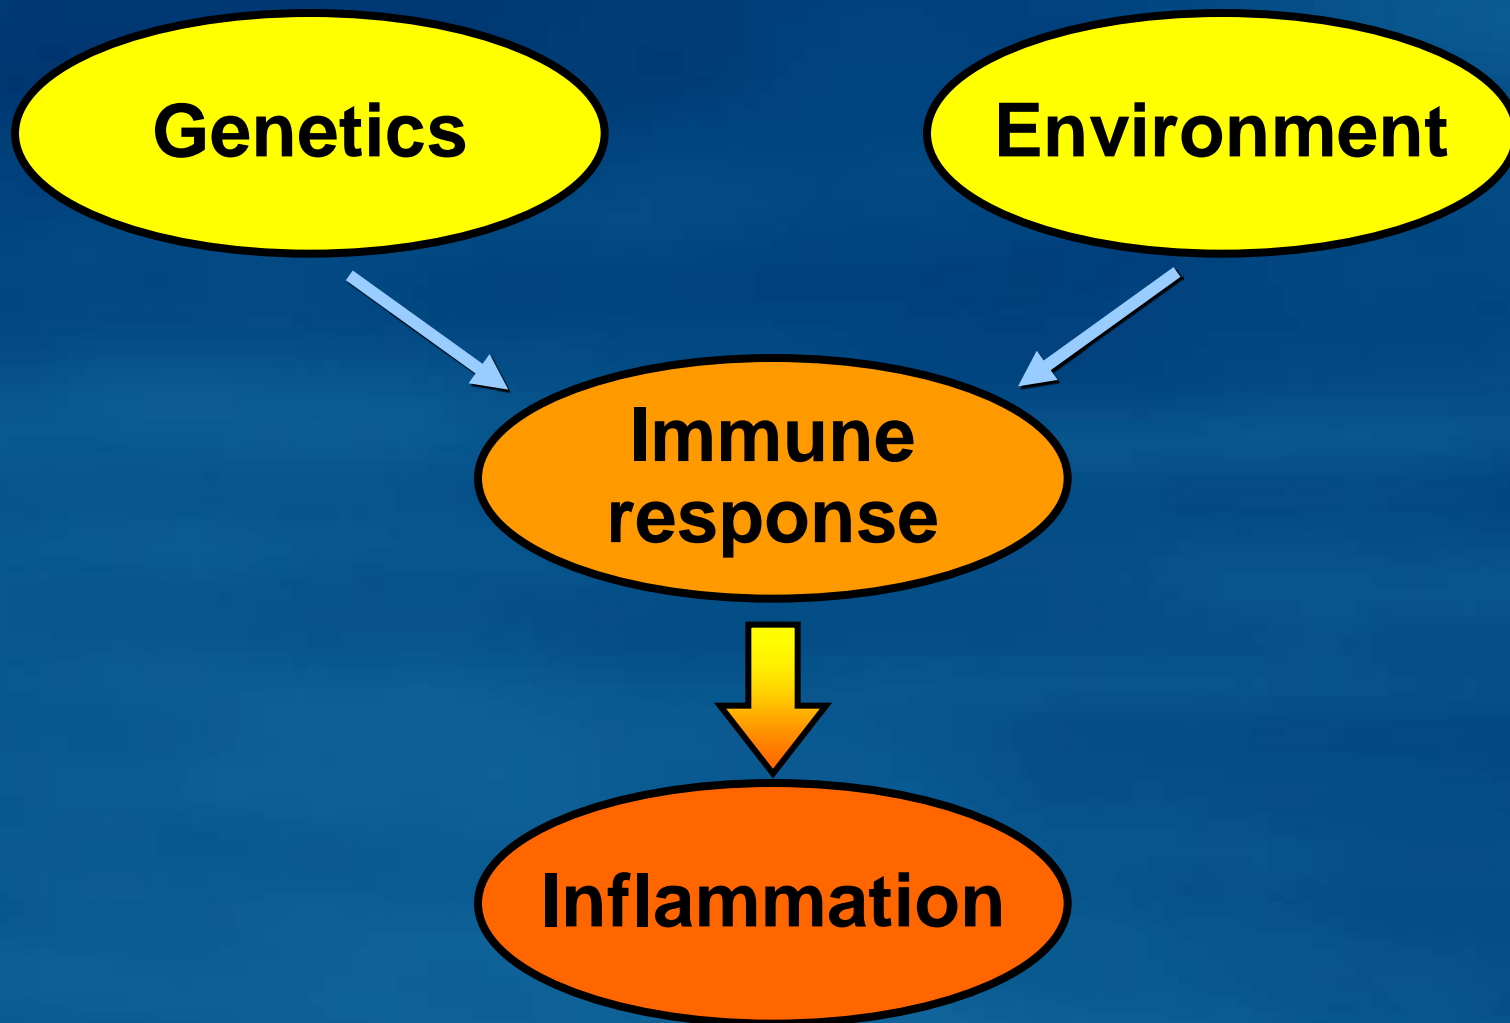 Genetics
Environment
Immune
response
Inflammation